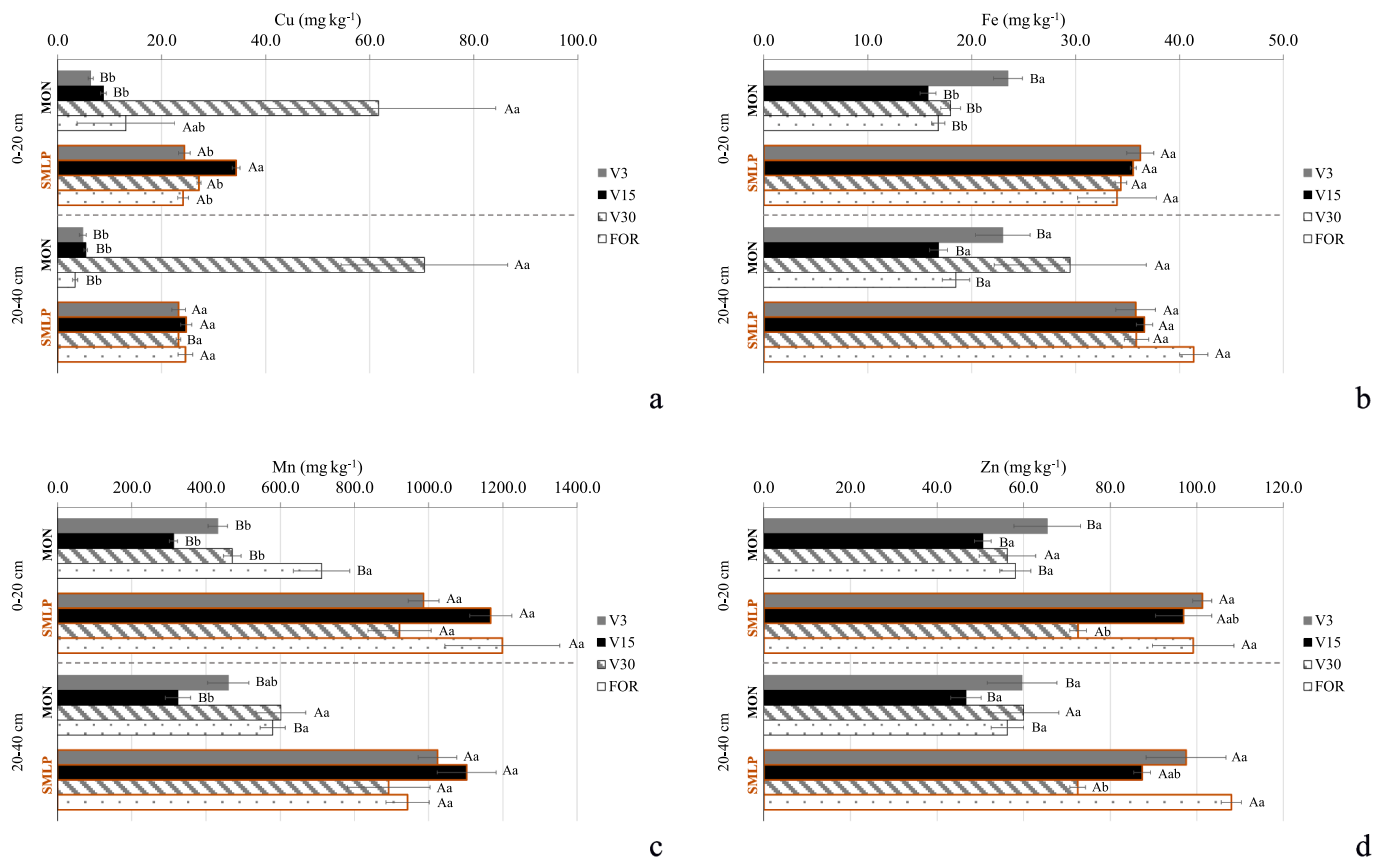 Cu (mg kg⁻¹)
0.0 20.0 40.0 60.0 80.0 100.0
0-20 cm
MON
Bb
Bb
Aa
Aab
SMLP
Ab
Aa
Ab
Ab
20-40 cm
MON
Bb
Bb
Aa
Bb
SMLP
Aa
Aa
Ba
Aa
V3
V15
V30
FOR
a
Fe (mg kg⁻¹)
0.0 10.0 20.0 30.0 40.0 50.0
0-20 cm
MON
Ba
Bb
Bb
Bb
SMLP
Aa
Aa
Aa
Aa
20-40 cm
MON
Ba
Ba
Aa
Ba
SMLP
Aa
Aa
Aa
Aa
V3
V15
V30
FOR
b
Mn (mg kg⁻¹)
0.0 200.0 400.0 600.0 800.0 1000.0 1200.0 1400.0
0-20 cm
MON
Bb
Bb
Bb
Ba
SMLP
Aa
Aa
Aa
Aa
20-40 cm
MON
Bab
Bb
Aa
Ba
SMLP
Aa
Aa
Aa
Aa
V3
V15
V30
FOR
c
Zn (mg kg⁻¹)
0.0 20.0 40.0 60.0 80.0 100.0 120.0
0-20 cm
MON
Ba
Ba
Aa
Ba
SMLP
Aa
Aab
Ab
Aa
20-40 cm
MON
Ba
Ba
Aa
Ba
SMLP
Aa
Aab
Ab
Aa
V3
V15
V30
FOR
d